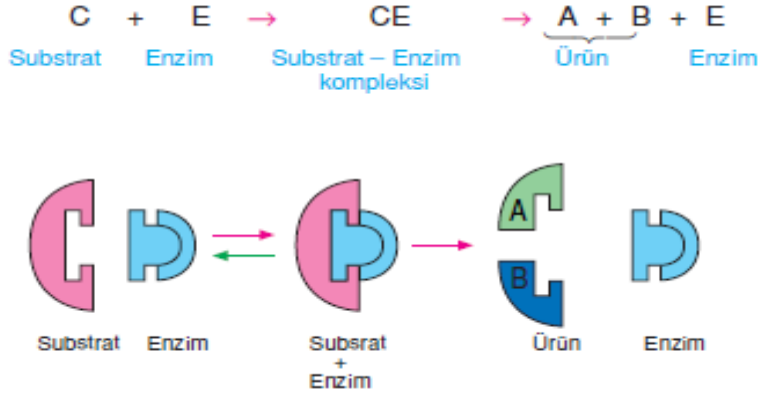 C + E → CE → A + B + E
Substrat Enzim Substrat – Enzim Ürün Enzim
kompleksi
A
B
Substrat Enzim Subsrat Ürün Enzim
+
Enzim